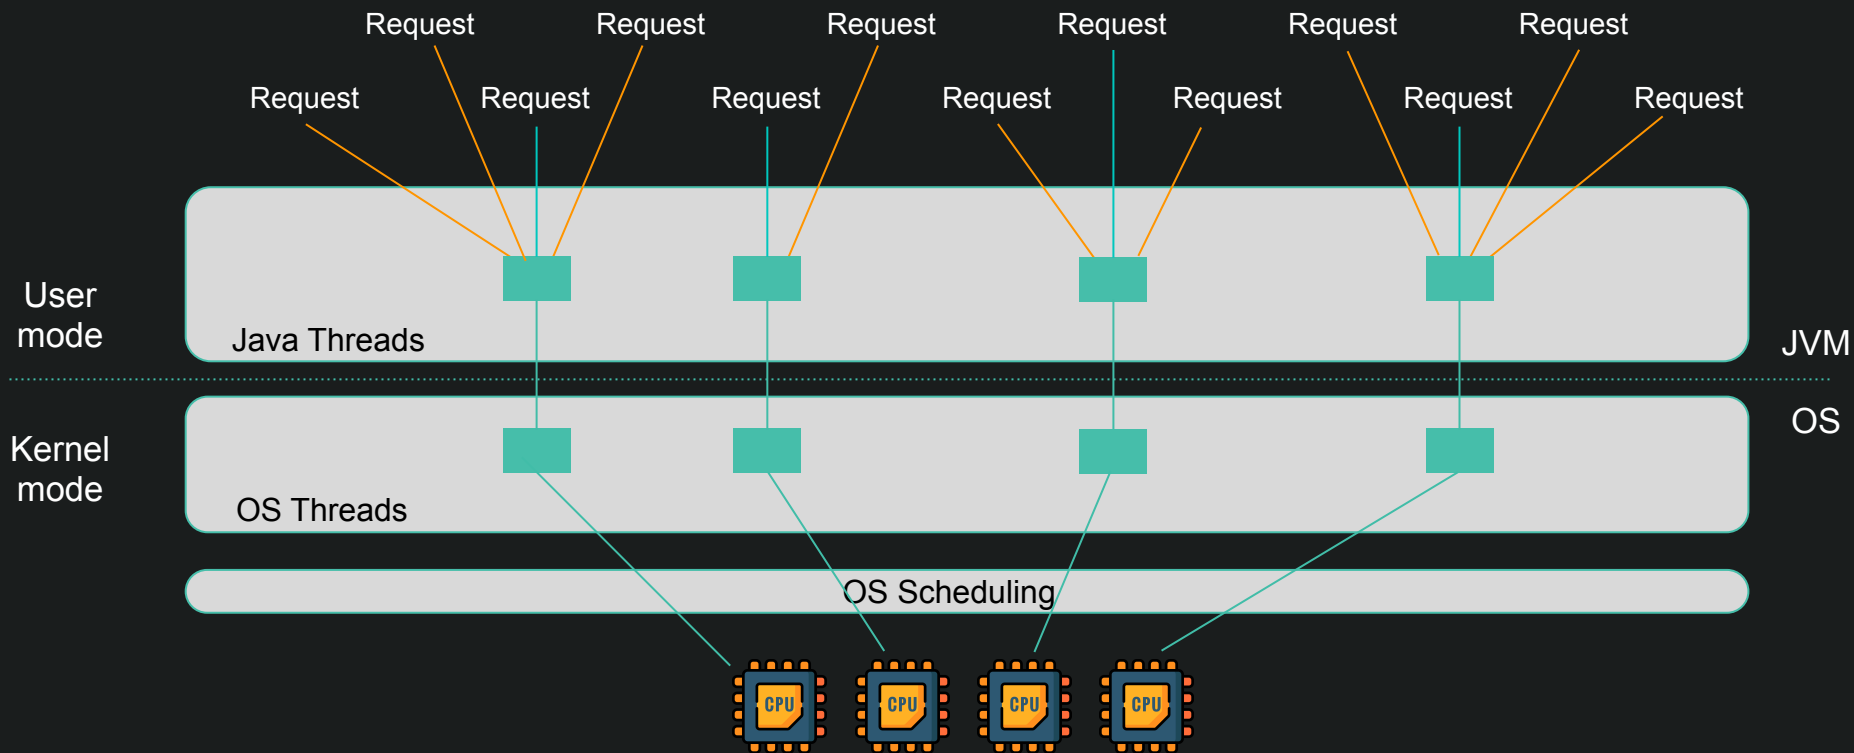 Request
Request
Request
Request
Request
Request
Request
Request
Request
Request
Request
Request
Request
User
mode
Java Threads
JVM
OS
Kernel
mode
OS Threads
OS Scheduling
CPU
CPU
CPU
CPU